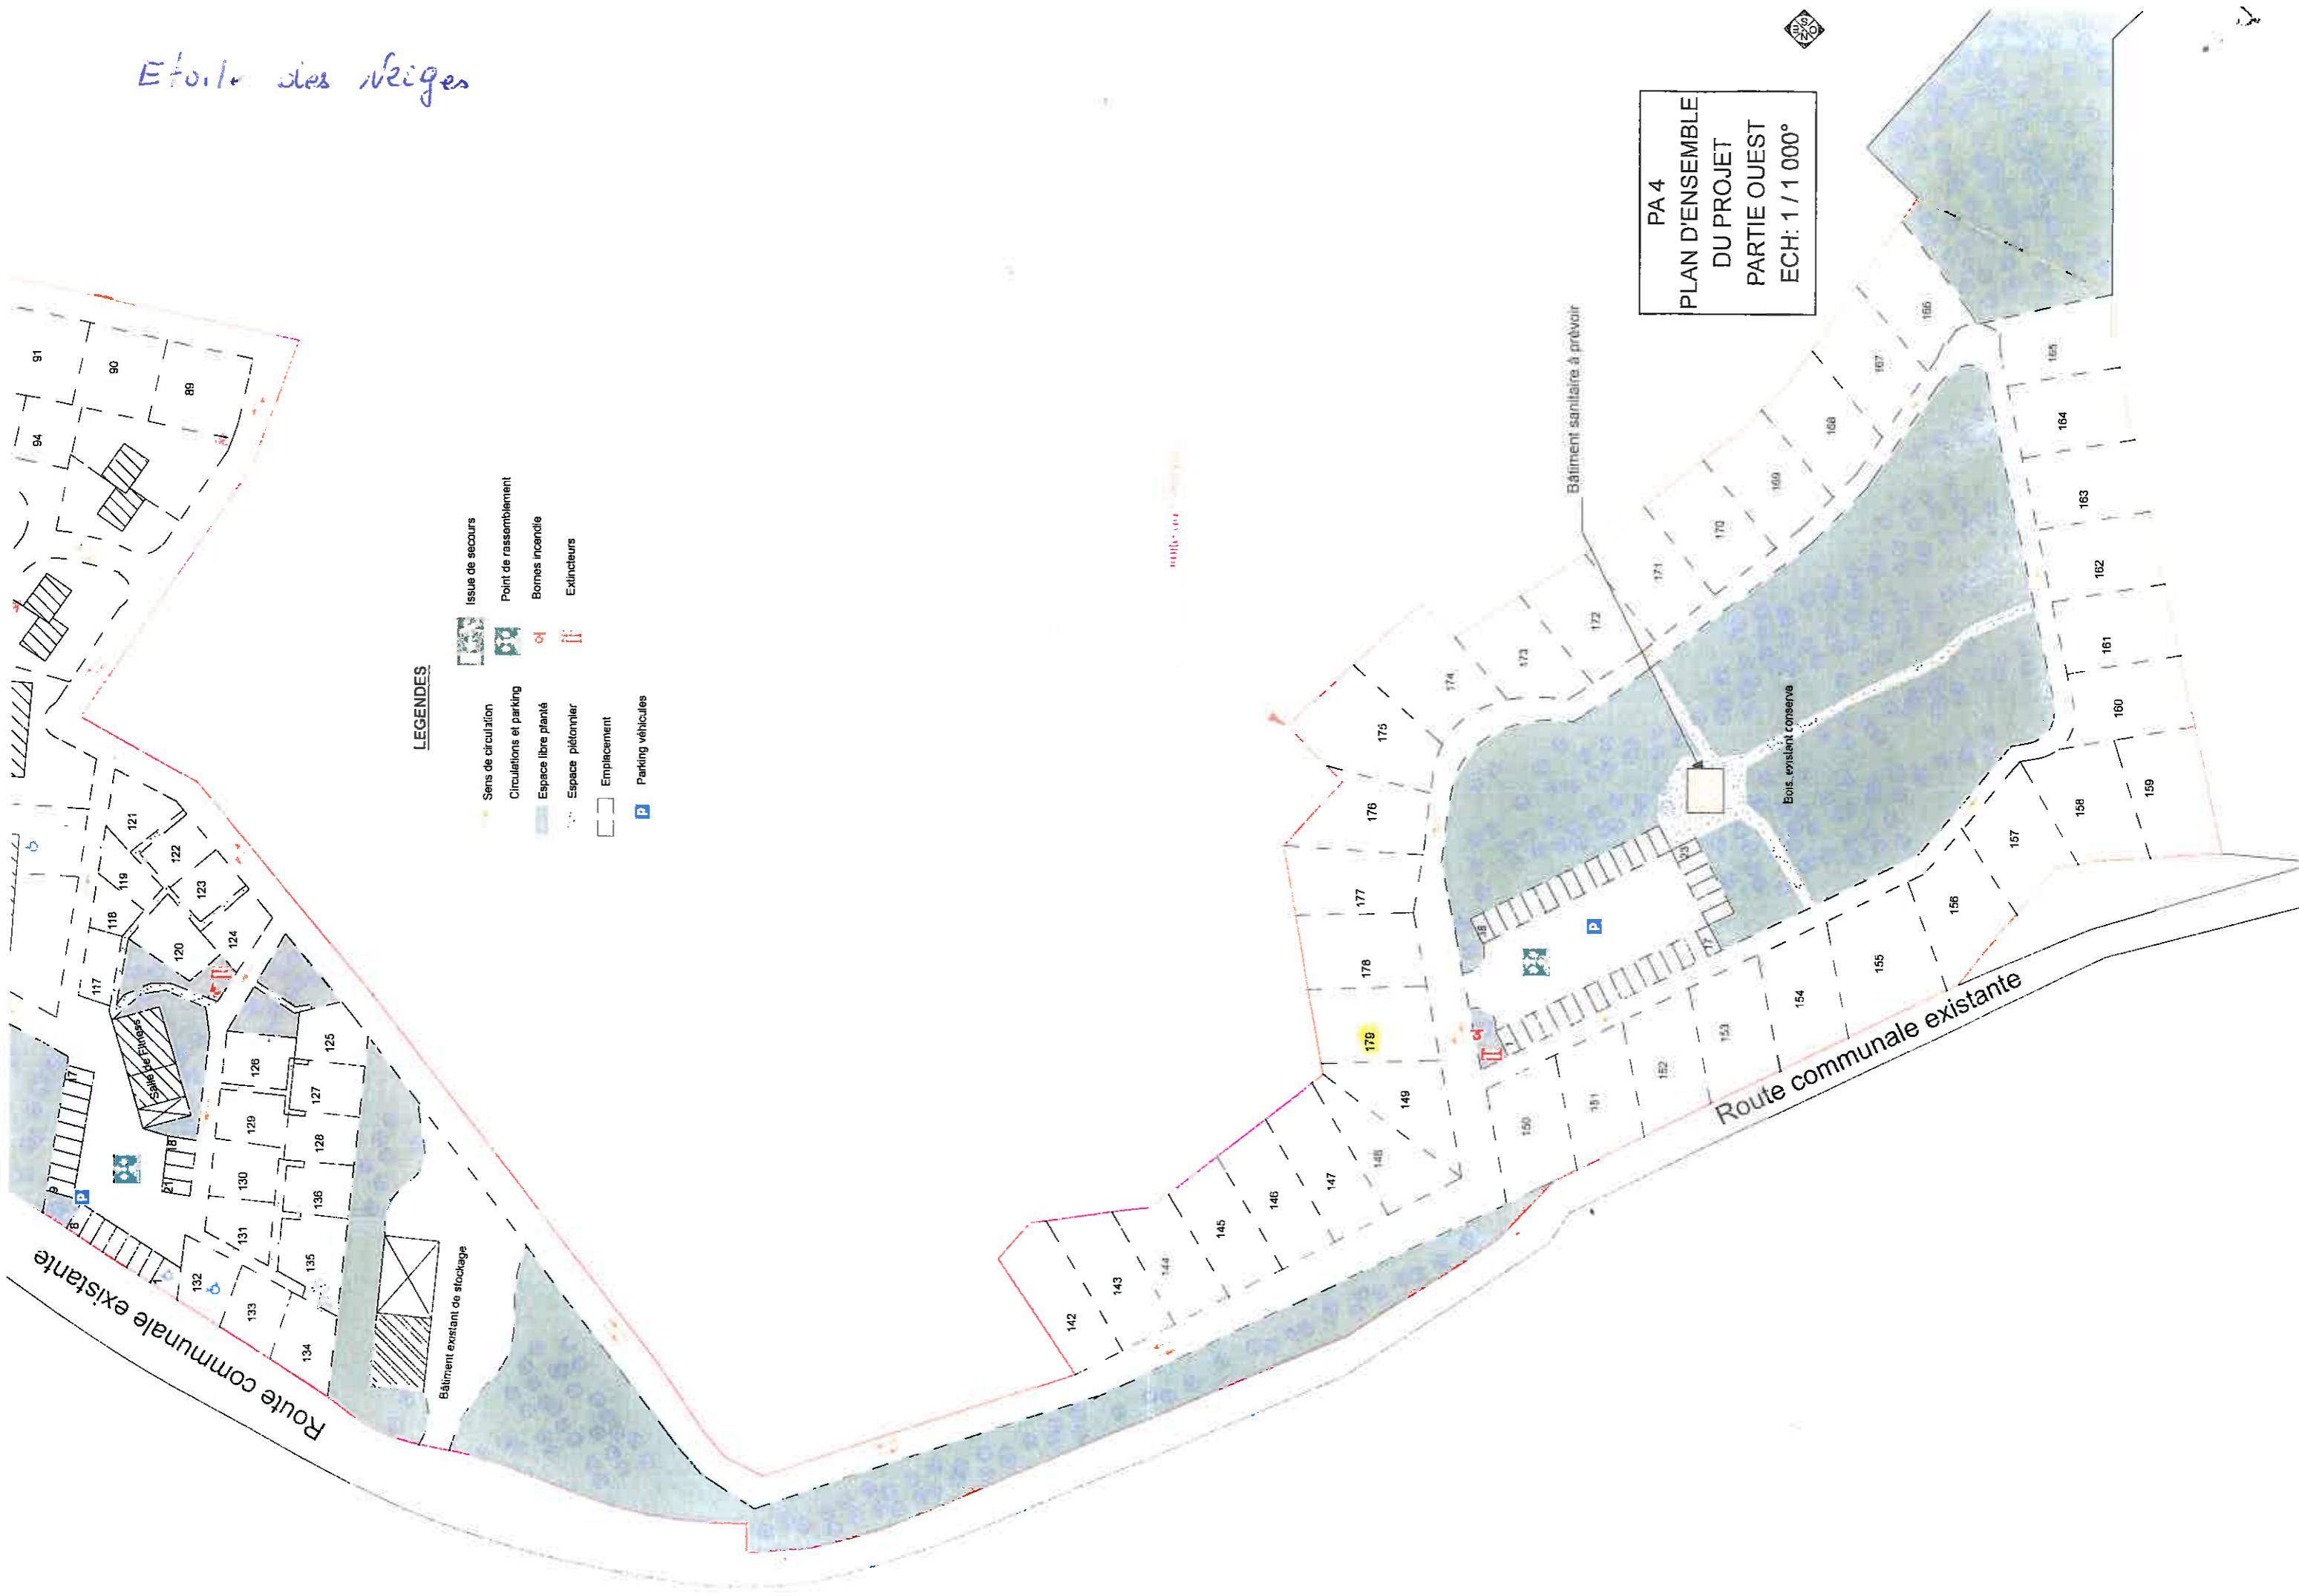 Etoile des Neiges
PA 4
PLAN D'ENSEMBLE
DU PROJET
PARTIE OUEST
ECH: 1 / 1 000°
LEGENDES
Sens de circulation
Circulations et parking
Espace libre planté
Espace piétonnier
Emplacement
P Parking véhicules
Issue de secours
Point de rassemblement
Bornes incendie
Extincteurs
91
90
89
94
121
122
119
123
118
120
124
117
Salle de Fitness
126
125
129
127
130
128
131
136
132
135
133
134
17
9
8
18
21
P
Bâtiment existant de stockage
Route communale existante
142
143
144
145
146
147
148
149
150
151
152
153
154
155
156
157
158
159
160
161
162
163
164
165
166
167
168
169
170
171
172
173
174
175
176
177
178
179
P
Bâtiment sanitaire à prévoir
Bois existant conservé
Route communale existante